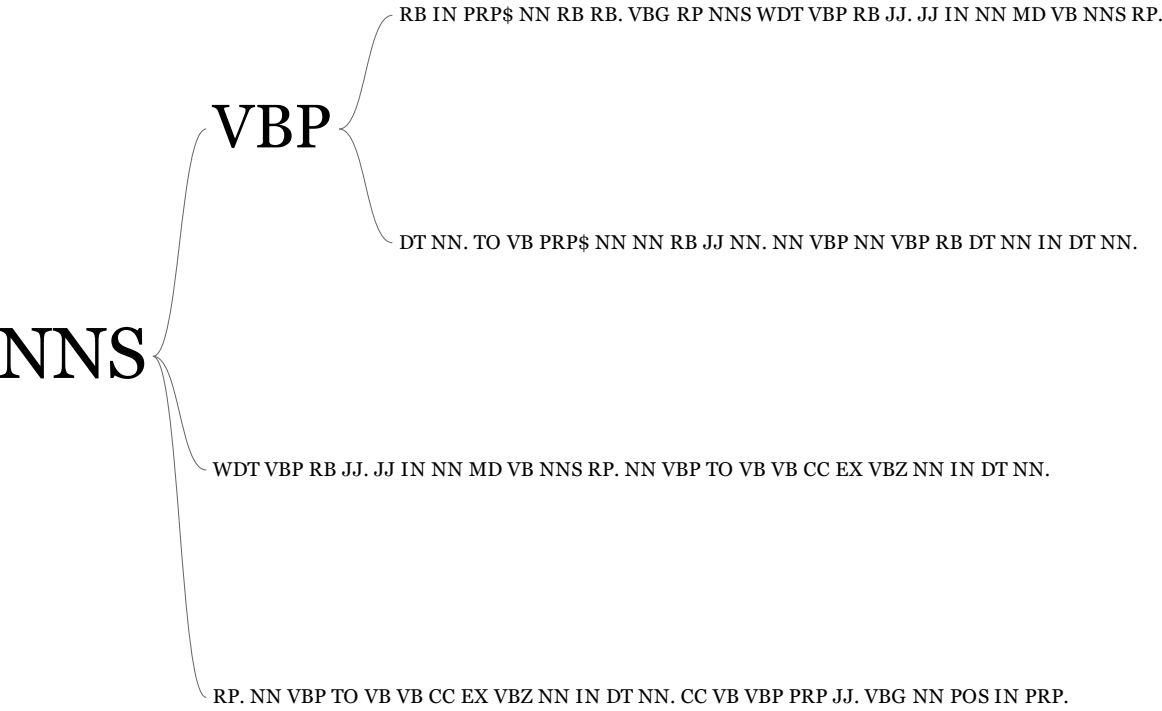 RB IN PRP$ NN RB RB. VBG RP NNS WDT VBP RB JJ. JJ IN NN MD VB NNS RP.
VBP
DT NN. TO VB PRP$ NN NN RB JJ NN. NN VBP NN VBP RB DT NN IN DT NN.
NNS
WDT VBP RB JJ. JJ IN NN MD VB NNS RP. NN VBP TO VB VB CC EX VBZ NN IN DT NN.
RP. NN VBP TO VB VB CC EX VBZ NN IN DT NN. CC VB VBP PRP JJ. VBG NN POS IN PRP.